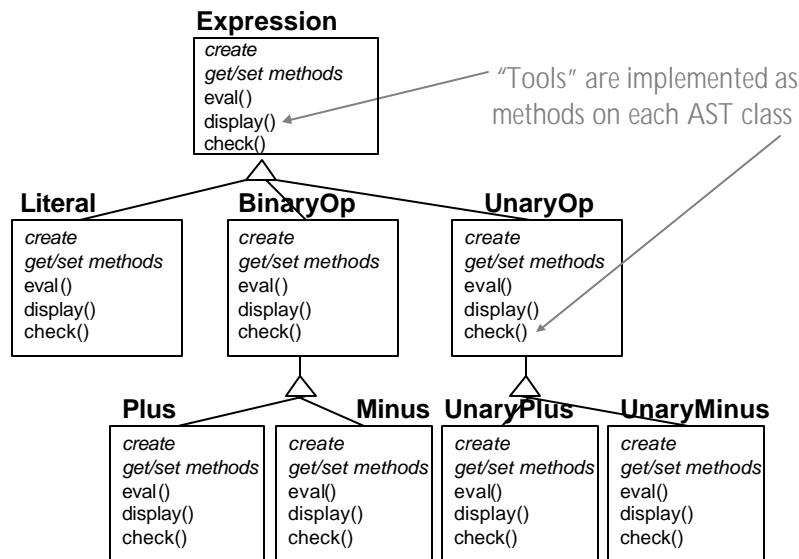 Expression
create
get/set methods
eval()
display()
check()
“Tools” are implemented as
methods on each AST class
Literal
create
get/set methods
eval()
display()
check()
BinaryOp
create
get/set methods
eval()
display()
check()
UnaryOp
create
get/set methods
eval()
display()
check()
Plus
create
get/set methods
eval()
display()
check()
Minus
create
get/set methods
eval()
display()
check()
UnaryPlus
create
get/set methods
eval()
display()
check()
UnaryMinus
create
get/set methods
eval()
display()
check()